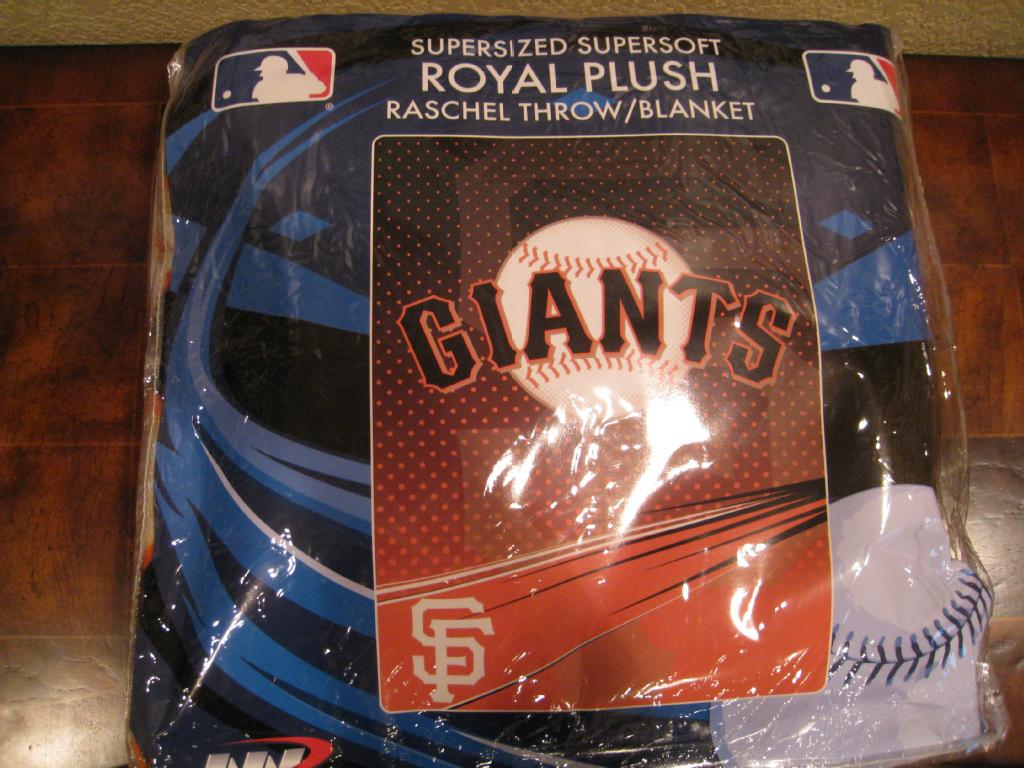 SUPERSIZED SUPERSOFT
ROYAL PLUSH
RASCHEL THROW/BLANKET
GIANTS
SF